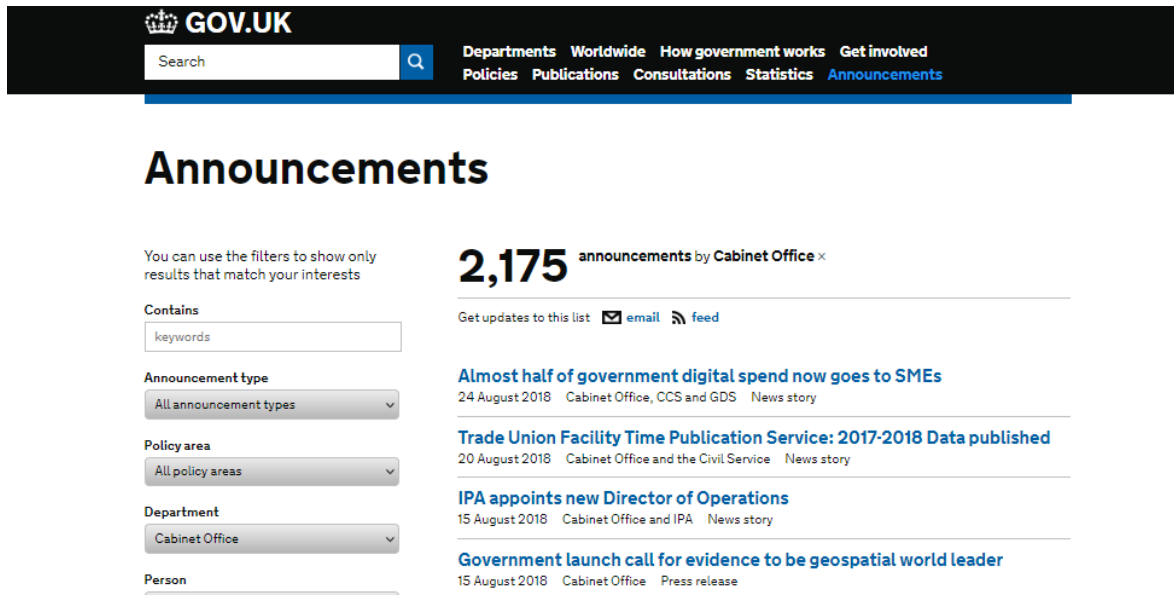 GOV.UK
Search
Departments Worldwide How government works Get involved
Policies Publications Consultations Statistics Announcements
Announcements
You can use the filters to show only
results that match your interests
Contains
keywords
Announcement type
All announcement types
Policy area
All policy areas
Department
Cabinet Office
Person
2,175 announcements by Cabinet Office ×
Get updates to this list email feed
Almost half of government digital spend now goes to SMEs
24 August 2018 Cabinet Office, CCS and GDS News story
Trade Union Facility Time Publication Service: 2017-2018 Data published
20 August 2018 Cabinet Office and the Civil Service News story
IPA appoints new Director of Operations
15 August 2018 Cabinet Office and IPA News story
Government launch call for evidence to be geospatial world leader
15 August 2018 Cabinet Office Press release